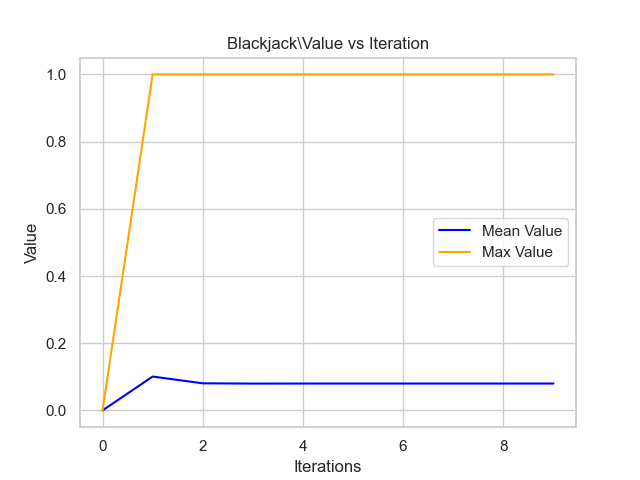 Blackjack\Value vs Iteration
Value
1.0
0.8
0.6
0.4
0.2
0.0
Mean Value
Max Value
0 2 4 6 8
Iterations